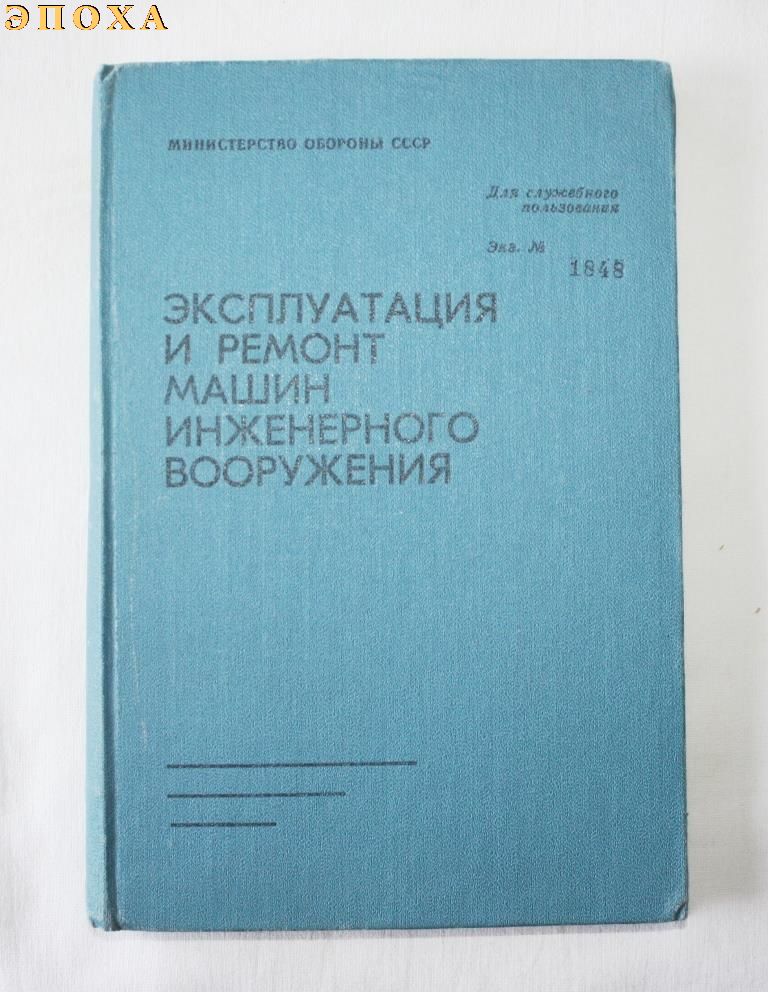 ЭПОХА
МИНИСТЕРСТВО ОБОРОНЫ СССР
Для служебного
пользования
Экз. №
1848
ЭКСПЛУАТАЦИЯ
И РЕМОНТ
МАШИН
ИНЖЕНЕРНОГО
ВООРУЖЕНИЯ